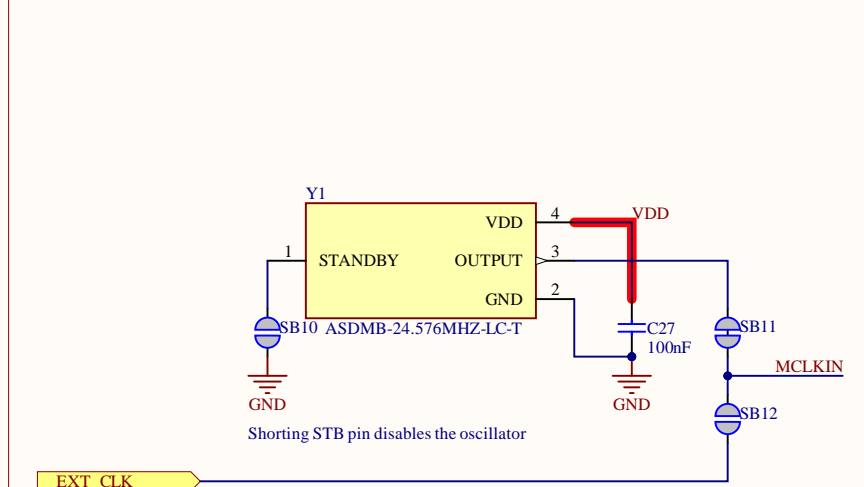 Y1
VDD
4
VDD
1
STANDBY
OUTPUT
3
GND
2
SB10
ASDMB-24.576MHZ-LC-T
C27
100nF
SB11
MCLKIN
GND
GND
SB12
Shorting STB pin disables the oscillator
EXT_CLK